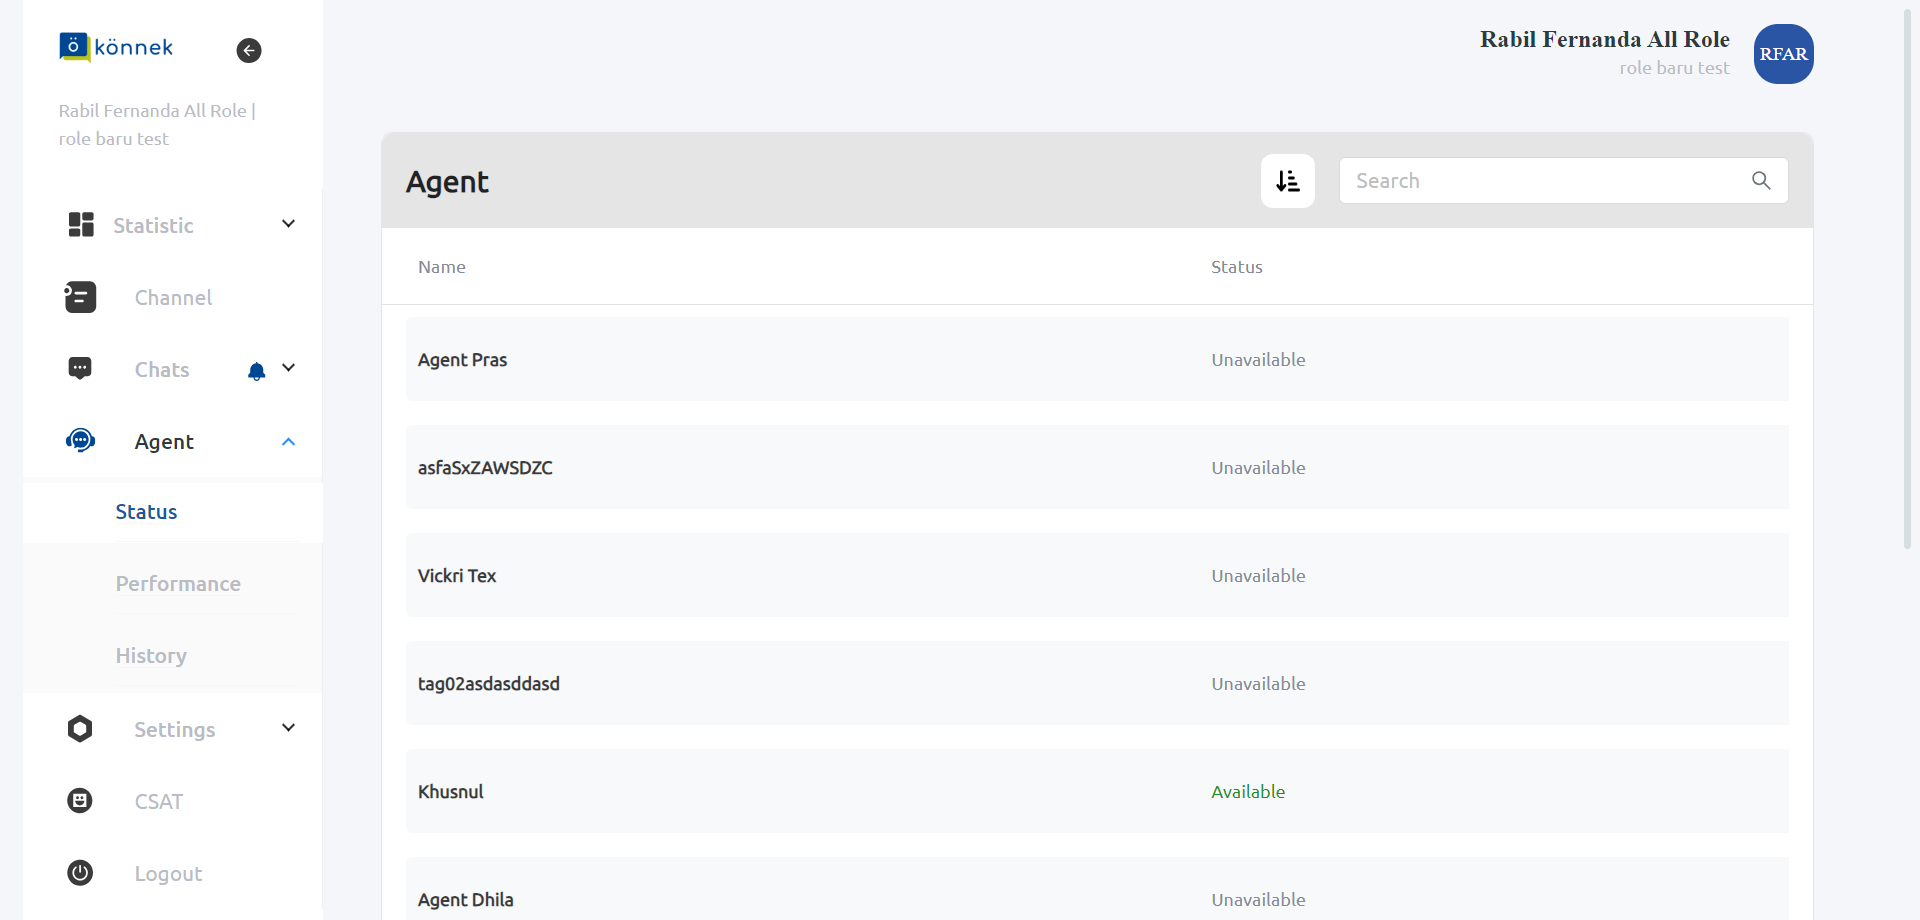 könnek
Rabil Fernanda All Role |
role baru test
Statistic
Channel
Chats
Agent
Status
Performance
History
Settings
CSAT
Logout
Rabil Fernanda All Role
role baru test
RFAR
Agent
Search
Name Status
Agent Pras Unavailable
asfaSxZAWSDZC Unavailable
Vickri Tex Unavailable
tag02asdasddasd Unavailable
Khusnul Available
Agent Dhila Unavailable